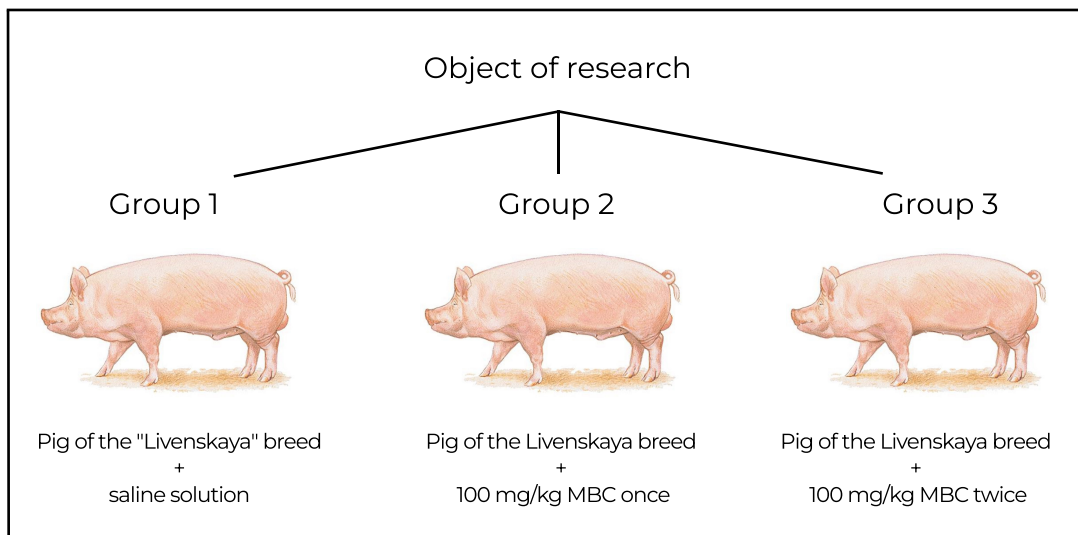 Object of research
Group 1
Group 2
Group 3
Pig of the "Livenskaya" breed
+
saline solution
Pig of the Livenskaya breed
+
100 mg/kg MBC once
Pig of the Livenskaya breed
+
100 mg/kg MBC twice